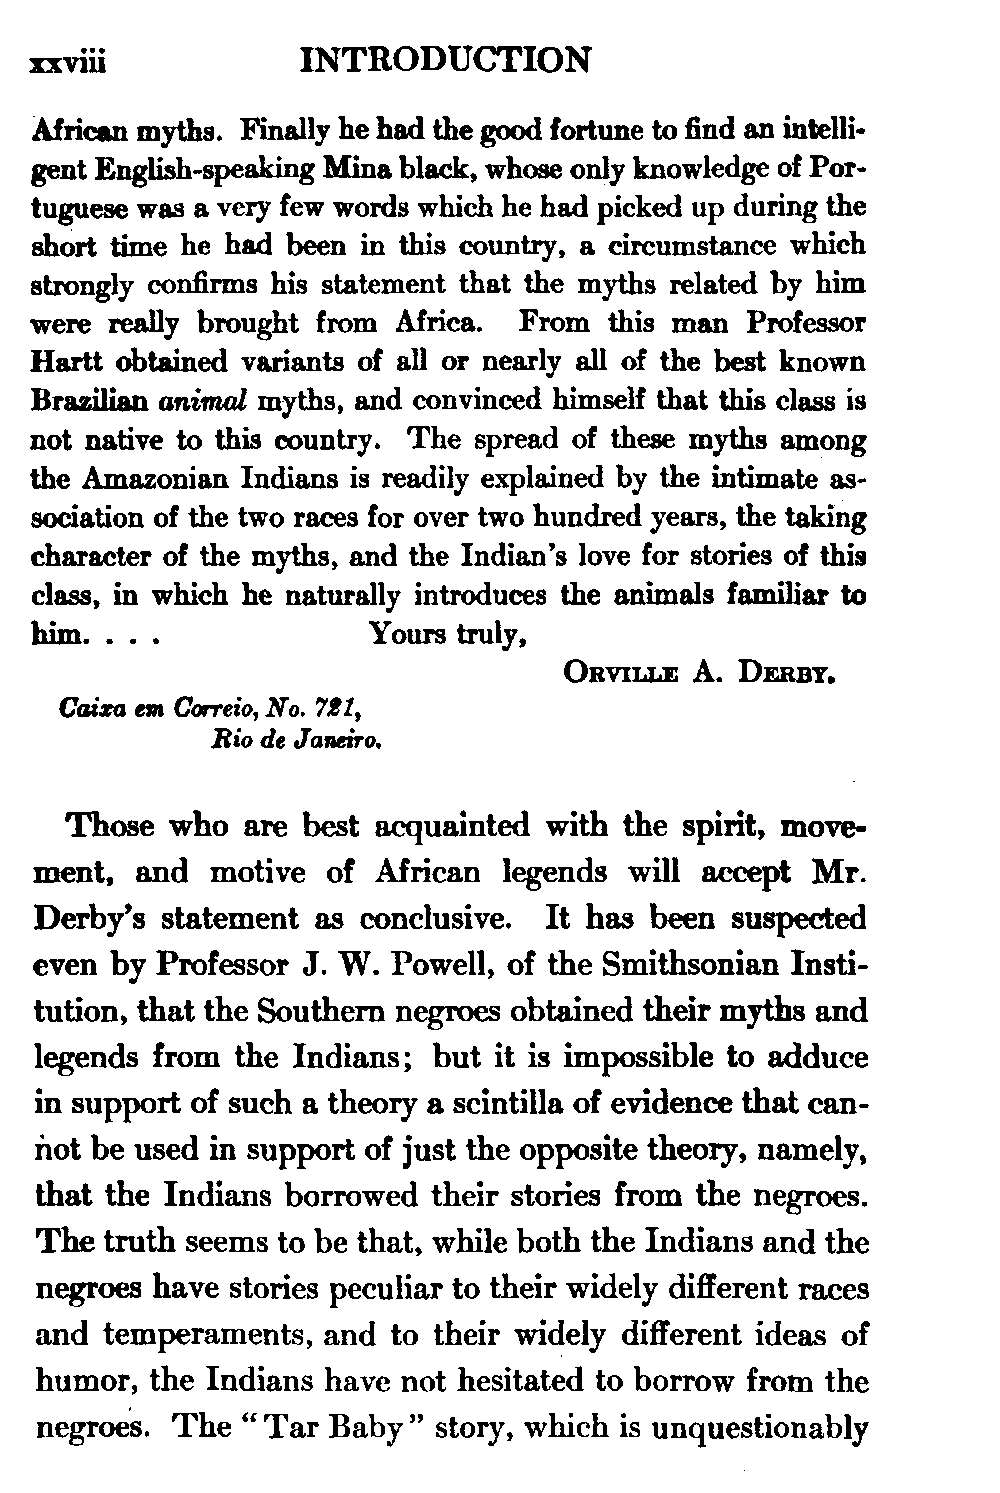 xxviii INTRODUCTION
African myths. Finally he had the good fortune to find an intelli-
gent English-speaking Mina black, whose only knowledge of Por-
tuguese was a very few words which he had picked up during the
short time he had been in this country, a circumstance which
strongly confirms his statement that the myths related by him
were really brought from Africa. From this man Professor
Hartt obtained variants of all or nearly all of the best known
Brazilian animal myths, and convinced himself that this class is
not native to this country. The spread of these myths among
the Amazonian Indians is readily explained by the intimate as-
sociation of the two races for over two hundred years, the taking
character of the myths, and the Indian's love for stories of this
class, in which he naturally introduces the animals familiar to
him. . . . Yours truly,
ORVILLE A. DERBY.
Caixa em Correio, No. 721,
Rio de Janeiro.
Those who are best acquainted with the spirit, move-
ment, and motive of African legends will accept Mr.
Derby's statement as conclusive. It has been suspected
even by Professor J. W. Powell, of the Smithsonian Insti-
tution, that the Southern negroes obtained their myths and
legends from the Indians; but it is impossible to adduce
in support of such a theory a scintilla of evidence that can-
not be used in support of just the opposite theory, namely,
that the Indians borrowed their stories from the negroes.
The truth seems to be that, while both the Indians and the
negroes have stories peculiar to their widely different races
and temperaments, and to their widely different ideas of
humor, the Indians have not hesitated to borrow from the
negroes. The "Tar Baby" story, which is unquestionably